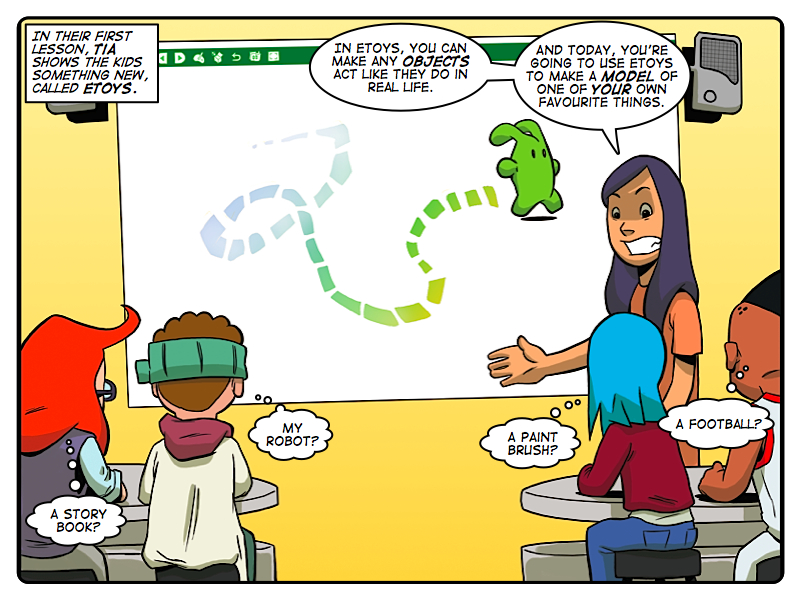 IN THEIR FIRST
LESSON, TIA
SHOWS THE KIDS
SOMETHING NEW,
CALLED ETOYS.
IN ETOYS, YOU CAN
MAKE ANY OBJECTS
ACT LIKE THEY DO IN
REAL LIFE.
AND TODAY, YOU'RE
GOING TO USE ETOYS
TO MAKE A MODEL OF
ONE OF YOUR OWN
FAVOURITE THINGS.
A STORY
BOOK?
MY
ROBOT?
A PAINT
BRUSH?
A FOOTBALL?